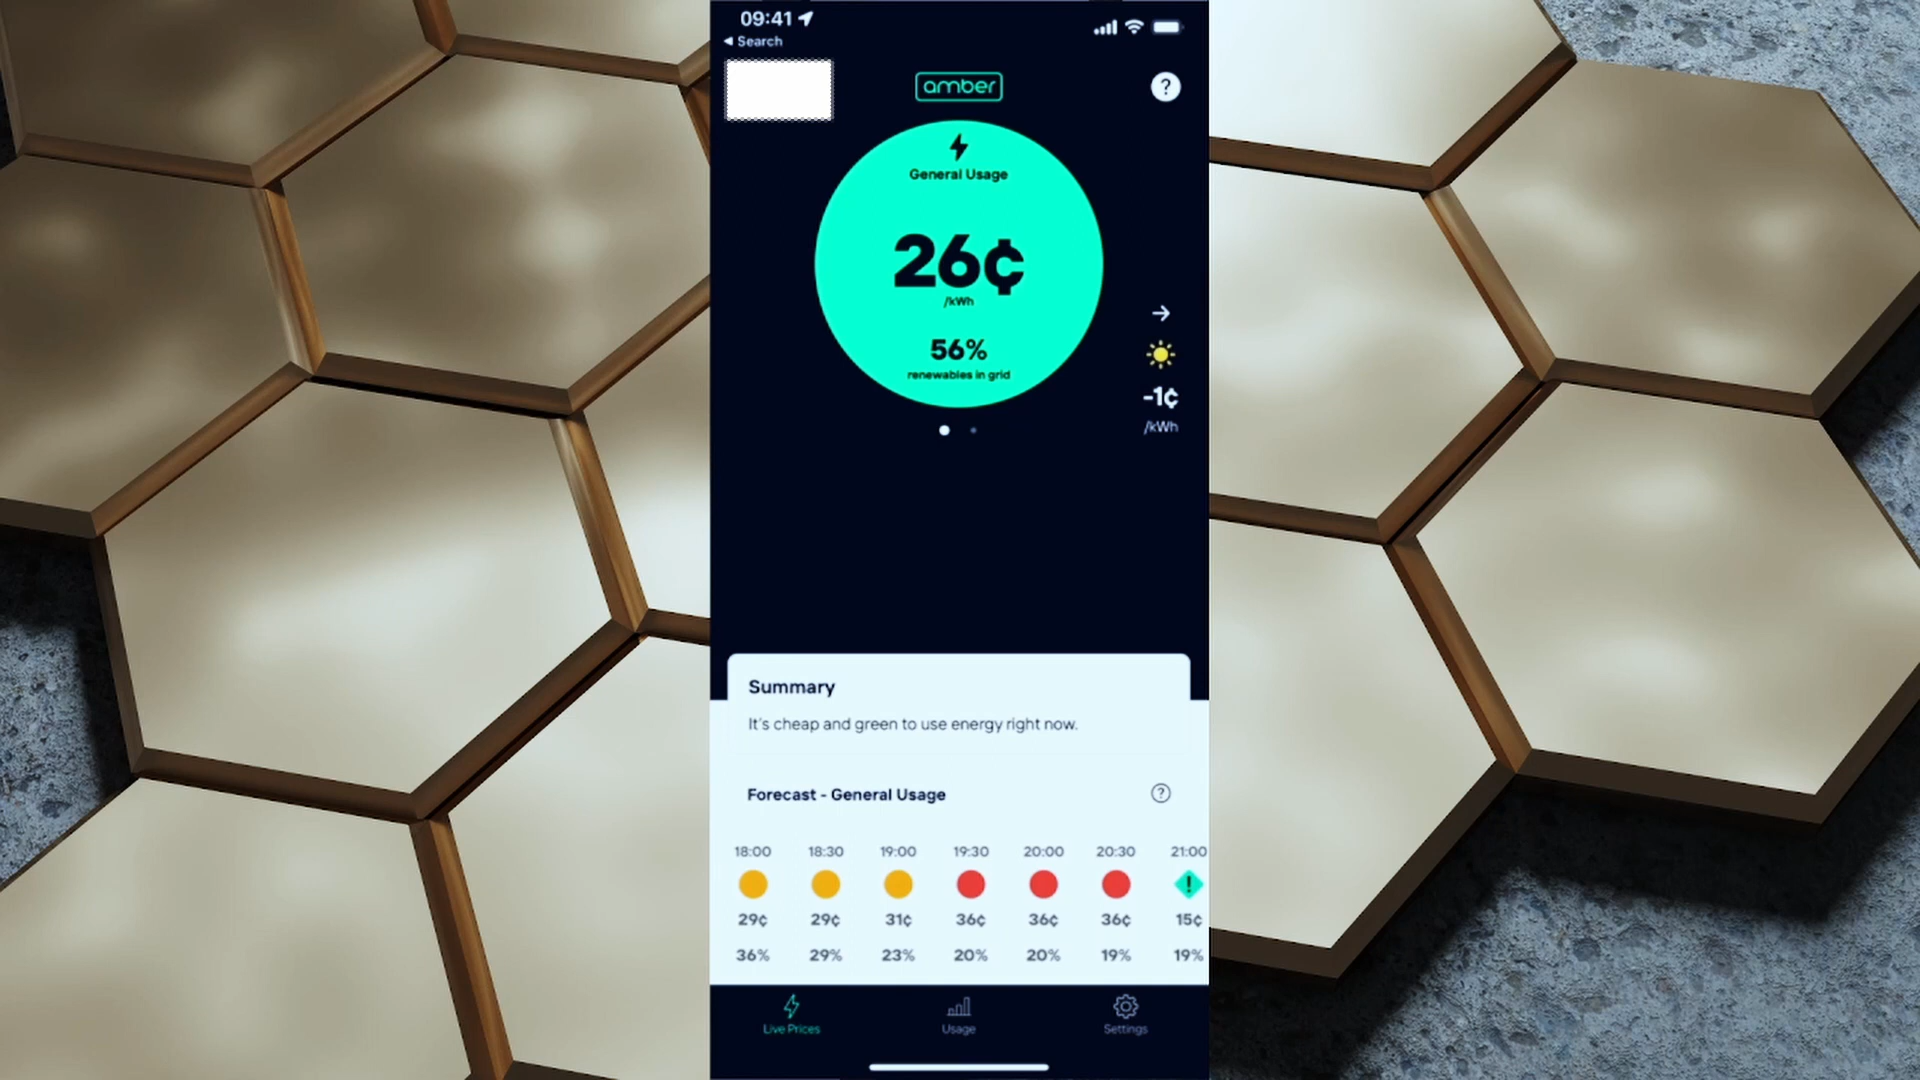 09:41
◀ Search
amber
?
General Usage
26¢
/kWh
56%
renewables in grid
-1¢
/kWh
Summary
It's cheap and green to use energy right now.
Forecast - General Usage
?
18:00 18:30 19:00 19:30 20:00 20:30 21:00
!
29¢ 29¢ 31¢ 36¢ 36¢ 36¢ 15¢
36% 29% 23% 20% 20% 19% 19%
Live Prices Usage Settings